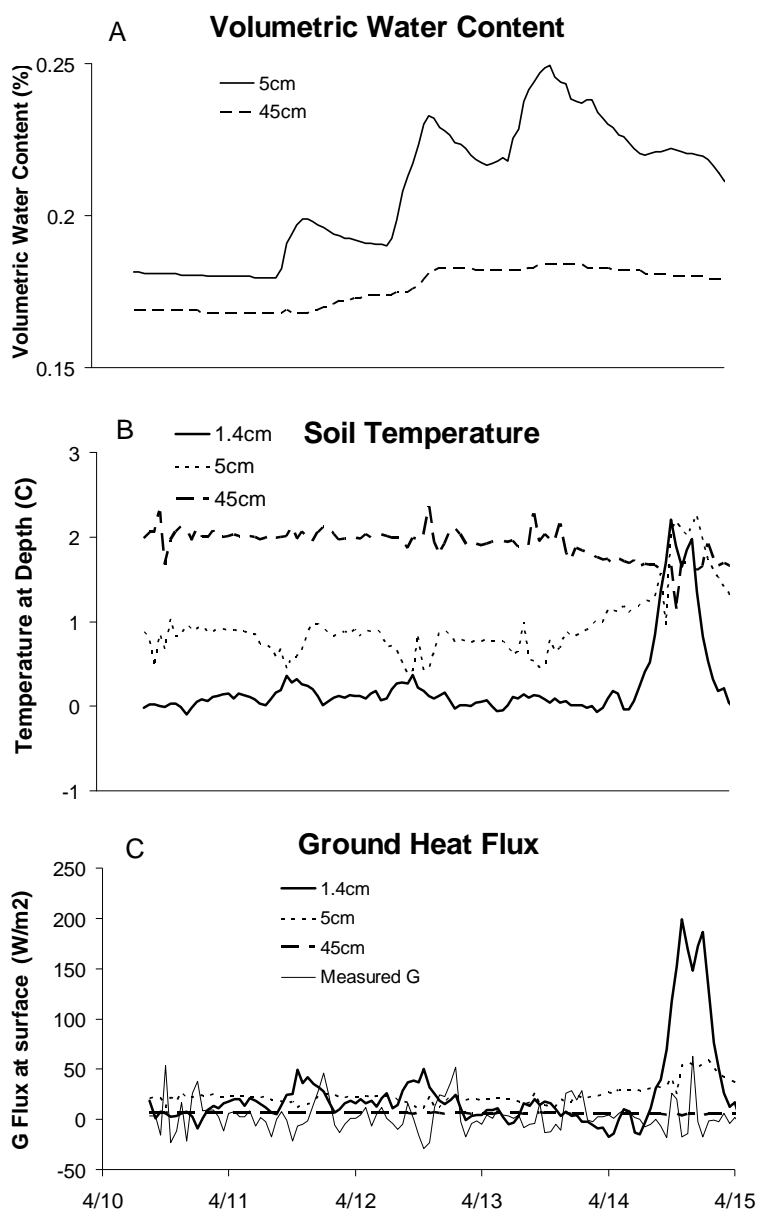 A Volumetric Water Content
Volumetric Water Content (%)
0.25
0.2
0.15
5cm
45cm
B Soil Temperature
Temperature at Depth (C)
3
2
1
0
-1
1.4cm
5cm
45cm
C Ground Heat Flux
G Flux at surface (W/m2)
250
200
150
100
50
0
-50
1.4cm
5cm
45cm
Measured G
4/10 4/11 4/12 4/13 4/14 4/15